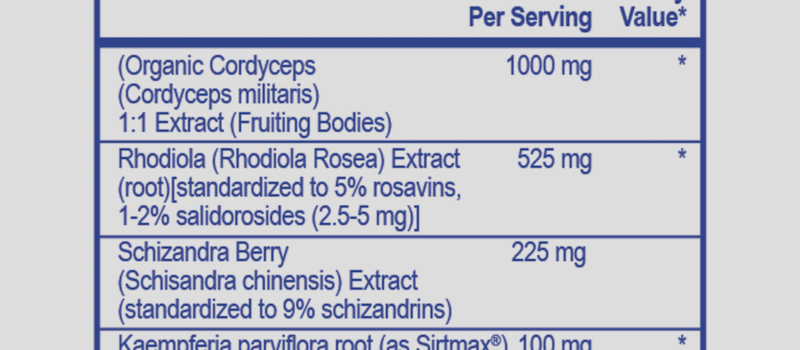 Per Serving Value*
(Organic Cordyceps 1000 mg *
(Cordyceps militaris)
1:1 Extract (Fruiting Bodies)
Rhodiola (Rhodiola Rosea) Extract 525 mg *
(root)[standardized to 5% rosavins,
1-2% salidorosides (2.5-5 mg)]
Schizandra Berry 225 mg
(Schisandra chinensis) Extract
(standardized to 9% schizandrins)
Kaempferia parviflora root (as Sirtmax®) 100 mg *